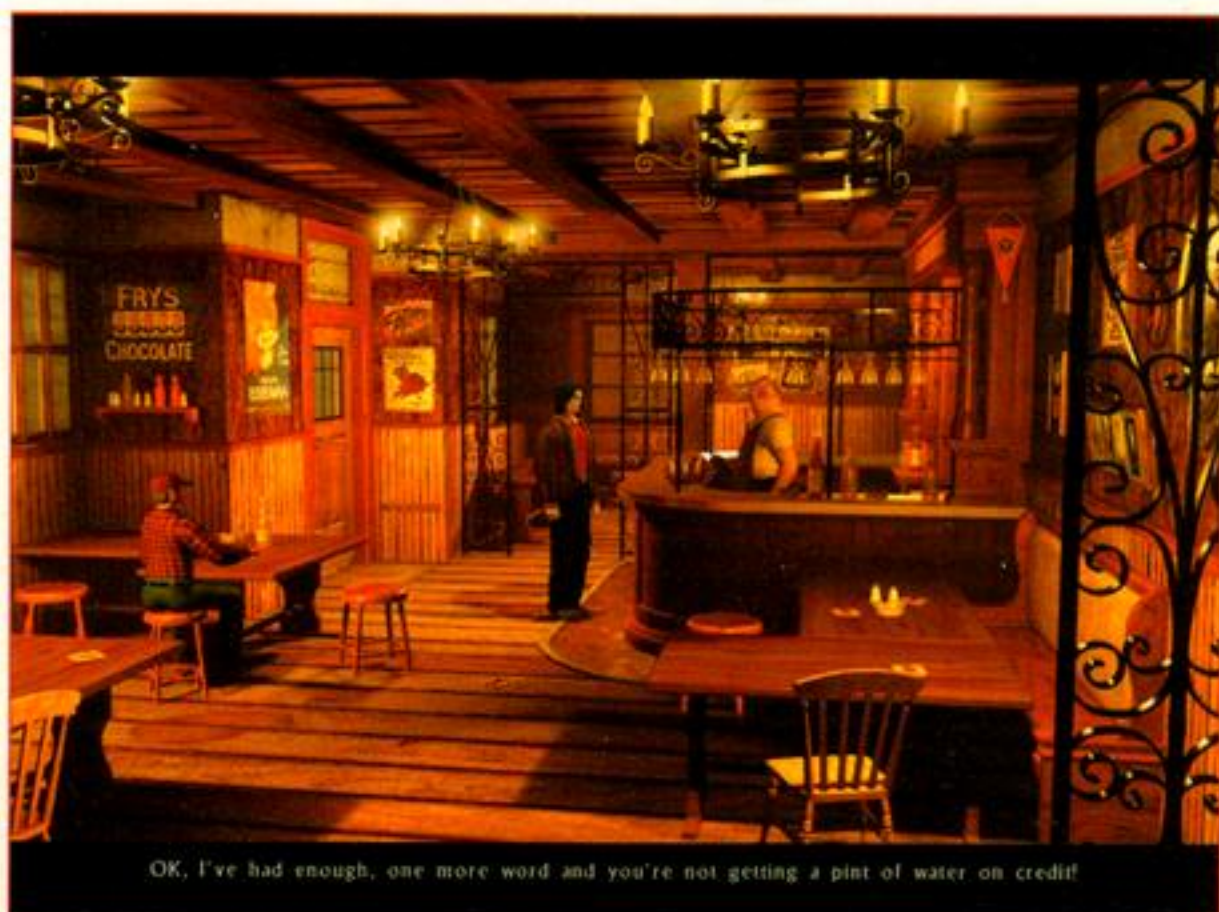 FRYS
CHOCOLATE
OK, I've had enough, one more word and you're not getting a pint of water on credit!